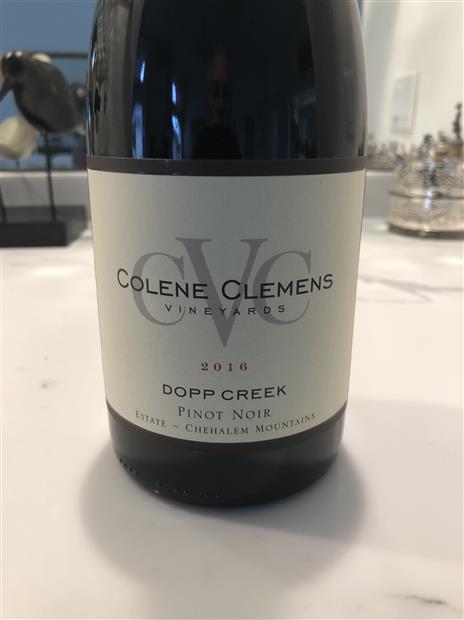 CVC
COLENE CLEMENS
VINEYARDS
2016
DOPP CREEK
PINOT NOIR
ESTATE ~ CHEHALEM MOUNTAINS